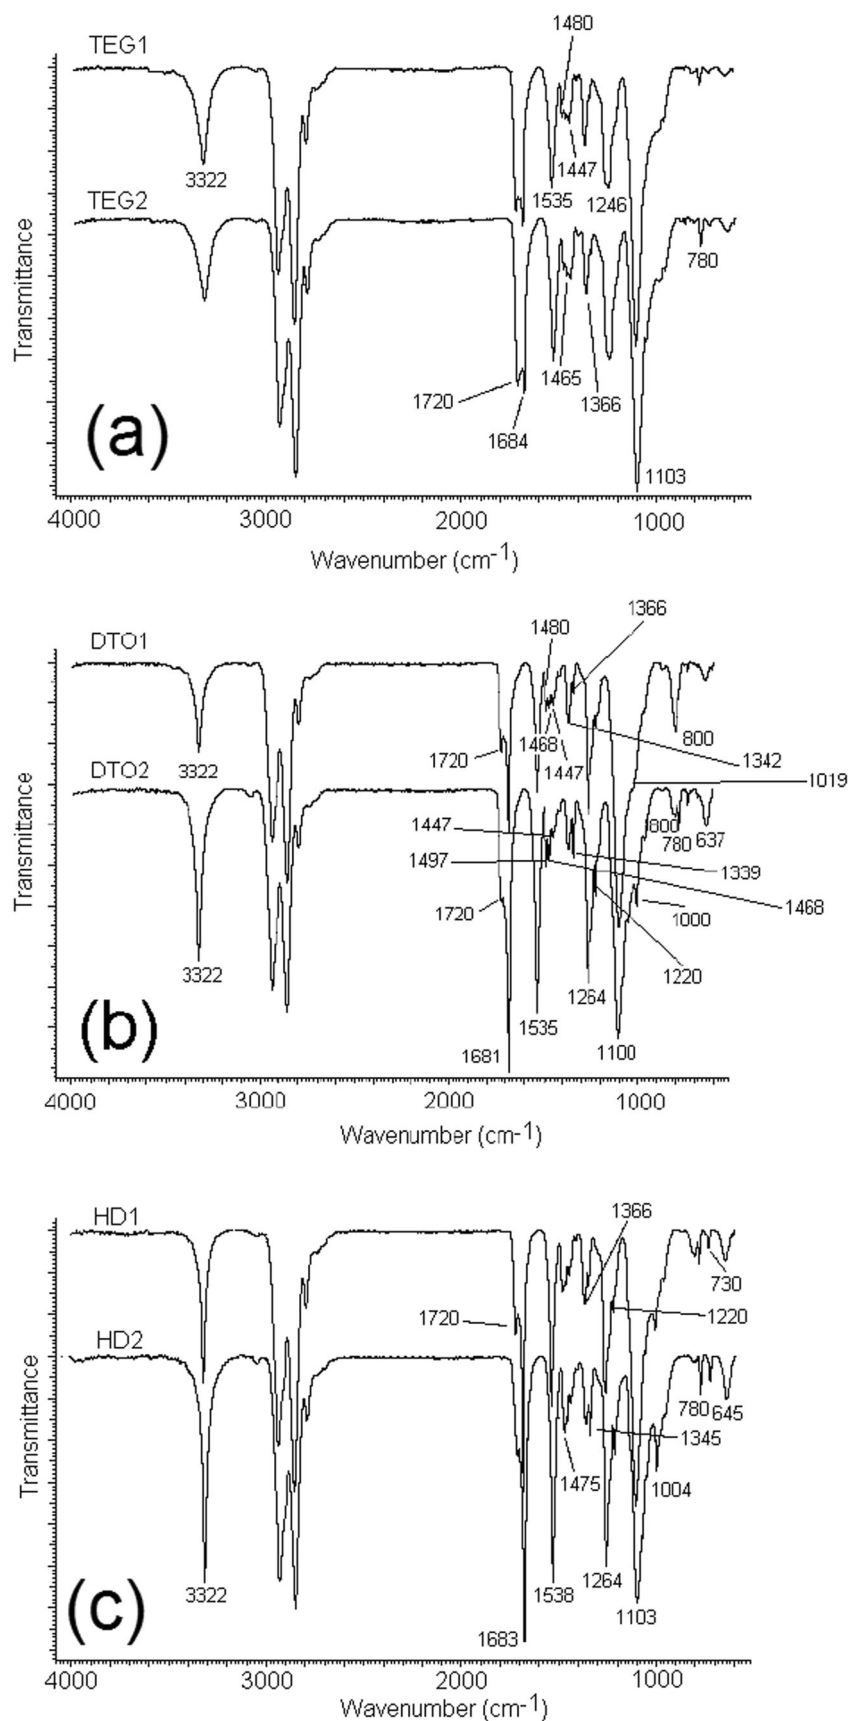 1480
TEG1
3322
1535
1447
1246
TEG2
780
1720
1684
1465
1366
1103
(a)
Transmittance
4000 3000 2000 1000
Wavenumber (cm-1)
1366
DTO1
1480
3322
1720
1468
1447
800
1342
1019
DTO2
1447
1497
800
780
637
1339
1468
1720
1000
1220
3322
1264
1535
1681
1100
(b)
Transmittance
4000 3000 2000 1000
Wavenumber (cm-1)
HD1
1366
730
1720
1220
HD2
780
645
1345
1475
1004
3322
1538
1264
1103
1683
(c)
Transmittance
4000 3000 2000 1000
Wavenumber (cm-1)